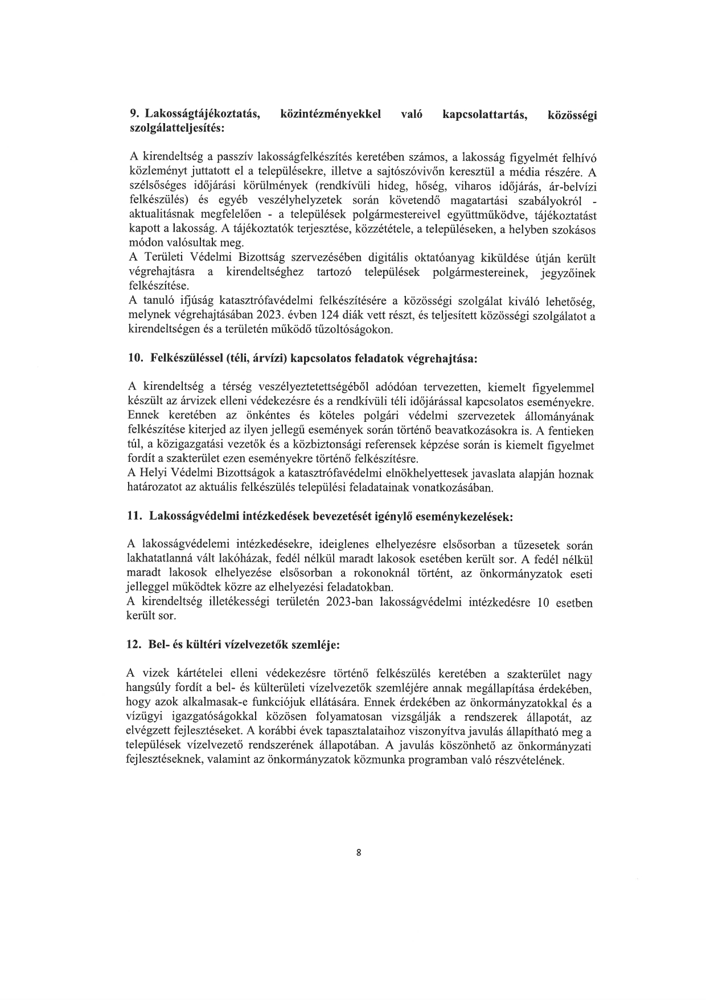 9. Lakosságtájékoztatás, közintézményekkel való kapcsolattartás, közösségi
szolgálatteljesítés:
A kirendeltség a passzív lakosságfelkészítés keretében számos, a lakosság figyelmét felhívó
közleményt juttatott el a településekre, illetve a sajtószóvivőn keresztül a média részére. A
szélsőséges időjárási körülmények (rendkívüli hideg, hőség, viharos időjárás, ár-belvízi
felkészülés) és egyéb veszélyhelyzetek során követendő magatartási szabályokról -
aktualitásnak megfelelően - a települések polgármestereivel együttműködve, tájékoztatást
kapott a lakosság. A tájékoztatók terjesztése, közzététele, a településeken, a helyben szokásos
módon valósultak meg.
A Területi Védelmi Bizottság szervezésében digitális oktatóanyag kiküldése útján került
végrehajtásra a kirendeltséghez tartozó települések polgármestereinek, jegyzőinek
felkészítése.
A tanuló ifjúság katasztrófavédelmi felkészítésére a közösségi szolgálat kiváló lehetőség,
melynek végrehajtásában 2023. évben 124 diák vett részt, és teljesített közösségi szolgálatot a
kirendeltségen és a területén működő tűzoltóságokon.
10. Felkészüléssel (téli, árvízi) kapcsolatos feladatok végrehajtása:
A kirendeltség a térség veszélyeztetettségéből adódóan tervezetten, kiemelt figyelemmel
készült az árvizek elleni védekezésre és a rendkívüli téli időjárással kapcsolatos eseményekre.
Ennek keretében az önkéntes és köteles polgári védelmi szervezetek állományának
felkészítése kiterjed az ilyen jellegű események során történő beavatkozásokra is. A fentieken
túl, a közigazgatási vezetők és a közbiztonsági referensek képzése során is kiemelt figyelmet
fordít a szakterület ezen eseményekre történő felkészítésre.
A Helyi Védelmi Bizottságok a katasztrófavédelmi elnökhelyettesek javaslata alapján hoznak
határozatot az aktuális felkészülés települési feladatainak vonatkozásában.
11. Lakosságvédelmi intézkedések bevezetését igénylő eseménykezelések:
A lakosságvédelemi intézkedésekre, ideiglenes elhelyezésre elsősorban a tűzesetek során
lakhatatlanná vált lakóházak, fedél nélkül maradt lakosok esetében került sor. A fedél nélkül
maradt lakosok elhelyezése elsősorban a rokonoknál történt, az önkormányzatok eseti
jelleggel működtek közre az elhelyezési feladatokban.
A kirendeltség illetékességi területén 2023-ban lakosságvédelmi intézkedésre 10 esetben
került sor.
12. Bel- és kültéri vízelvezetők szemléje:
A vizek kártételei elleni védekezésre történő felkészülés keretében a szakterület nagy
hangsúly fordít a bel- és külterületi vízelvezetők szemléjére annak megállapítása érdekében,
hogy azok alkalmasak-e funkciójuk ellátására. Ennek érdekében az önkormányzatokkal és a
vízügyi igazgatóságokkal közösen folyamatosan vizsgálják a rendszerek állapotát, az
elvégzett fejlesztéseket. A korábbi évek tapasztalataihoz viszonyítva javulás állapítható meg a
települések vízelvezető rendszerének állapotában. A javulás köszönhető az önkormányzati
fejlesztéseknek, valamint az önkormányzatok közmunka programban való részvételének.
8